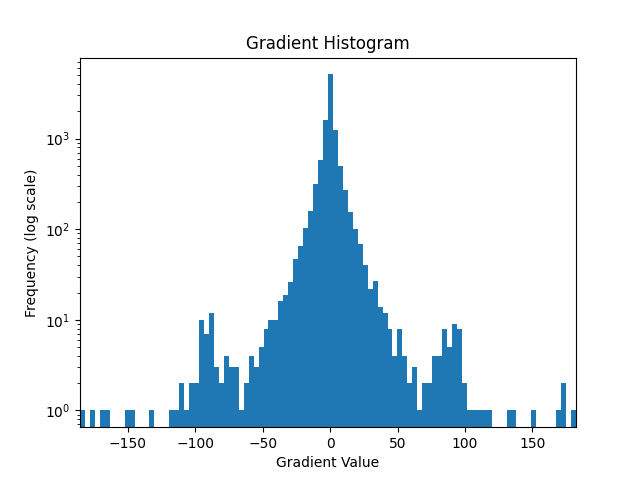 Gradient Histogram
Frequency (log scale)
10³
10²
10¹
10⁰
−150 −100 −50 0 50 100 150
Gradient Value